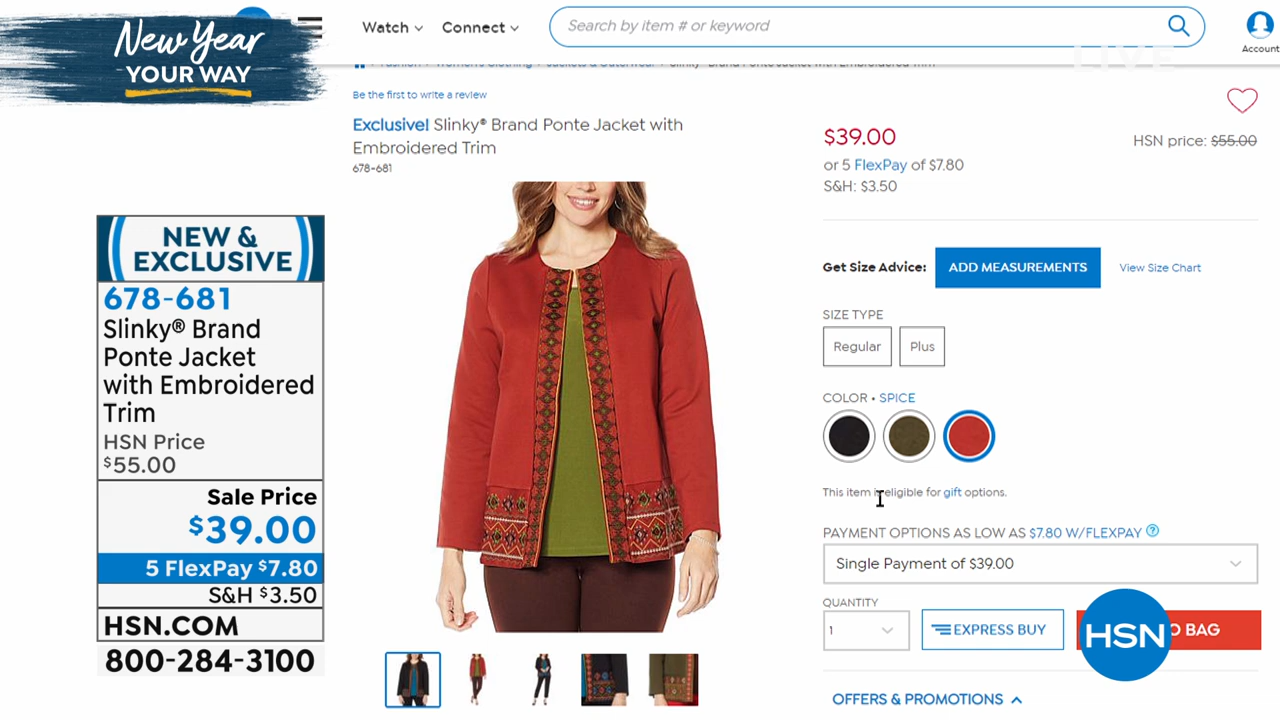 New Year
YOUR WAY
Watch
Connect
Search by item # or keyword
Account
LIVE
Be the first to write a review
Exclusive! Slinky® Brand Ponte Jacket with
Embroidered Trim
678-681
$39.00
HSN price: $55.00
or 5 FlexPay of $7.80
S&H: $3.50
Get Size Advice:
ADD MEASUREMENTS
View Size Chart
SIZE TYPE
Regular
Plus
COLOR • SPICE
This item is eligible for gift options.
PAYMENT OPTIONS AS LOW AS $7.80 W/FLEXPAY ?
Single Payment of $39.00
QUANTITY
1
EXPRESS BUY
O BAG
HSN
OFFERS & PROMOTIONS
NEW &
EXCLUSIVE
678-681
Slinky® Brand
Ponte Jacket
with Embroidered
Trim
HSN Price
$55.00
Sale Price
$39.00
5 FlexPay $7.80
S&H $3.50
HSN.COM
800-284-3100